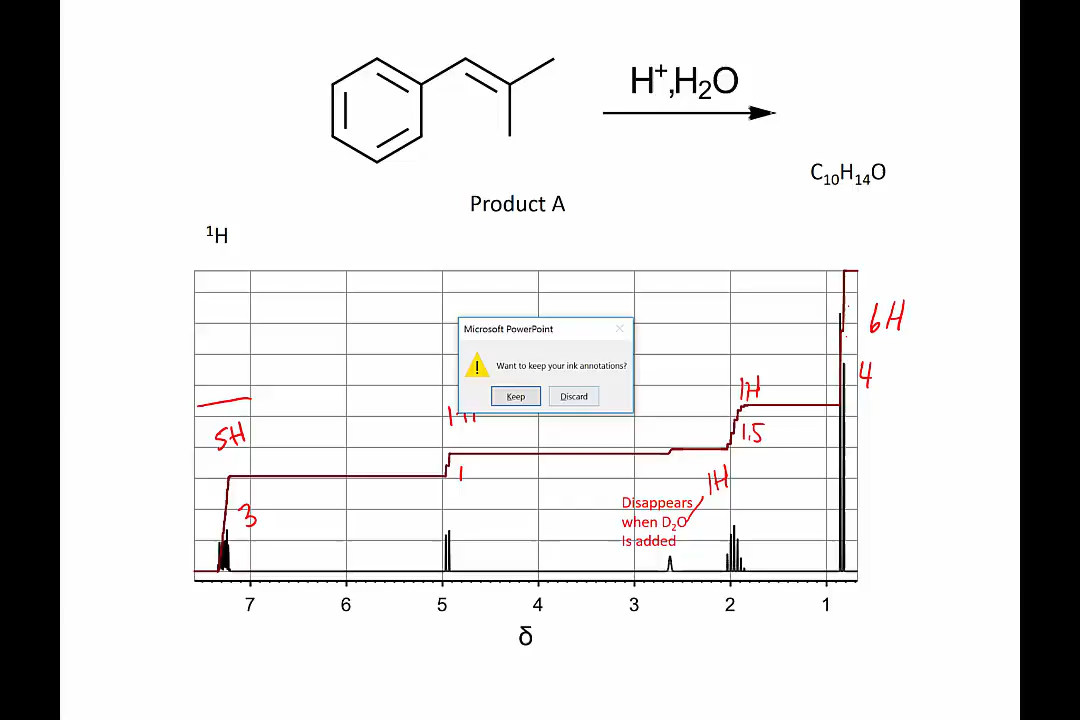 H+,H2O
C10H14O
Product A
1H
Microsoft PowerPoint
Want to keep your ink annotations?
Keep
Discard
6H
4
1H
5H
1.5
1
1H
3
Disappears
when D2O
Is added
7
6
5
4
3
2
1
δ